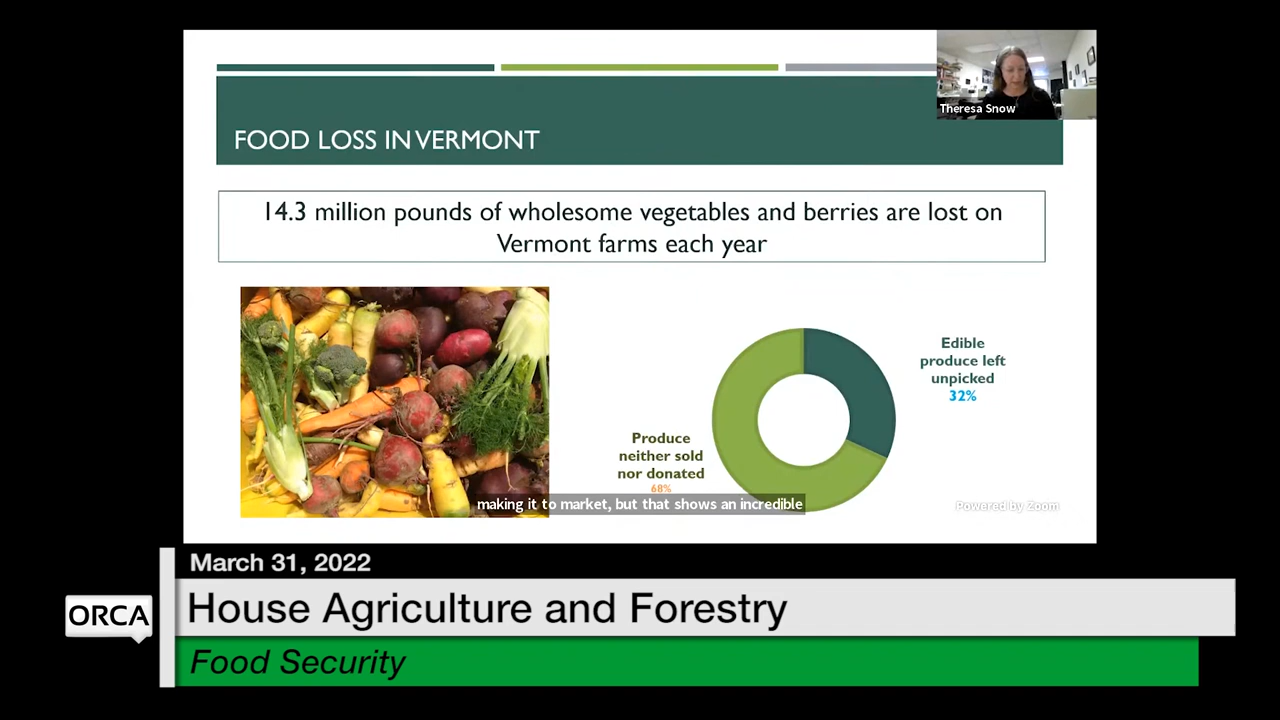 Theresa Snow
FOOD LOSS IN VERMONT
14.3 million pounds of wholesome vegetables and berries are lost on
Vermont farms each year
Edible
produce left
unpicked
32%
Produce
neither sold
nor donated
68%
making it to market, but that shows an incredible
Powered by Zoom
March 31, 2022
ORCA
House Agriculture and Forestry
Food Security